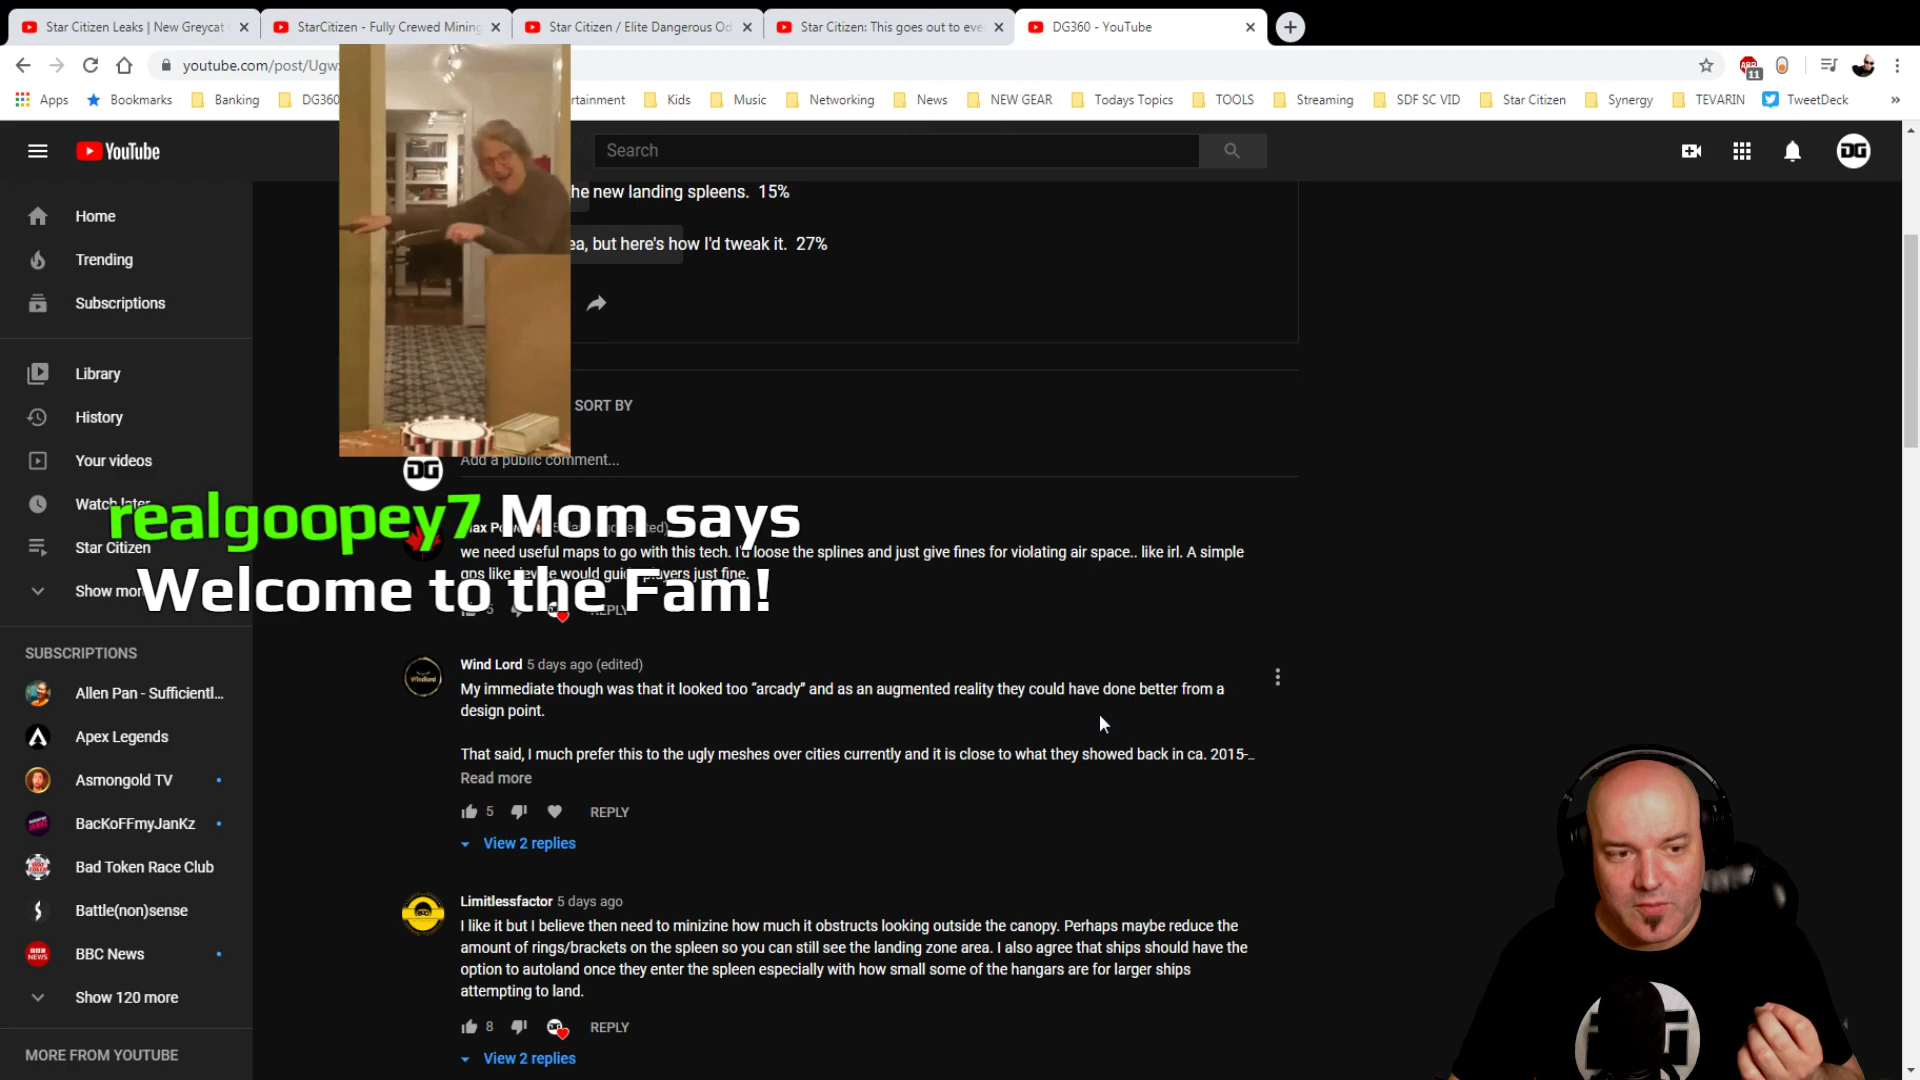 Star Citizen Leaks | New Greycat
StarCitizen - Fully Crewed Mining
Star Citizen / Elite Dangerous Od
Star Citizen: This goes out to eve
DG360 - YouTube
youtube.com/post/Ugw
11
Apps
Bookmarks
Banking
DG360
rtainment
Kids
Music
Networking
News
NEW GEAR
Todays Topics
TOOLS
Streaming
SDF SC VID
Star Citizen
Synergy
TEVARIN
TweetDeck
YouTube
Search
DG
Home
Trending
Subscriptions
Library
History
Your videos
Watch later
Star Citizen
Show more
SUBSCRIPTIONS
Allen Pan - Sufficientl...
Apex Legends
Asmongold TV
BacKoFFmyJanKz
Bad Token Race Club
Battle(non)sense
BBC News
Show 120 more
MORE FROM YOUTUBE
he new landing spleens. 15%
ea, but here's how I'd tweak it. 27%
SORT BY
DG
Add a public comment...
realgoopey7 Mom says
Welcome to the Fam!
we need useful maps to go with this tech. I'd loose the splines and just give fines for violating air space.. like irl. A simple
gps like device would guide players just fine.
5
REPLY
Wind Lord 5 days ago (edited)
My immediate though was that it looked too “arcady” and as an augmented reality they could have done better from a
design point.
That said, I much prefer this to the ugly meshes over cities currently and it is close to what they showed back in ca. 2015-...
Read more
5
REPLY
View 2 replies
Limitlessfactor 5 days ago
I like it but I believe then need to minizine how much it obstructs looking outside the canopy. Perhaps maybe reduce the
amount of rings/brackets on the spleen so you can still see the landing zone area. I also agree that ships should have the
option to autoland once they enter the spleen especially with how small some of the hangars are for larger ships
attempting to land.
8
REPLY
View 2 replies